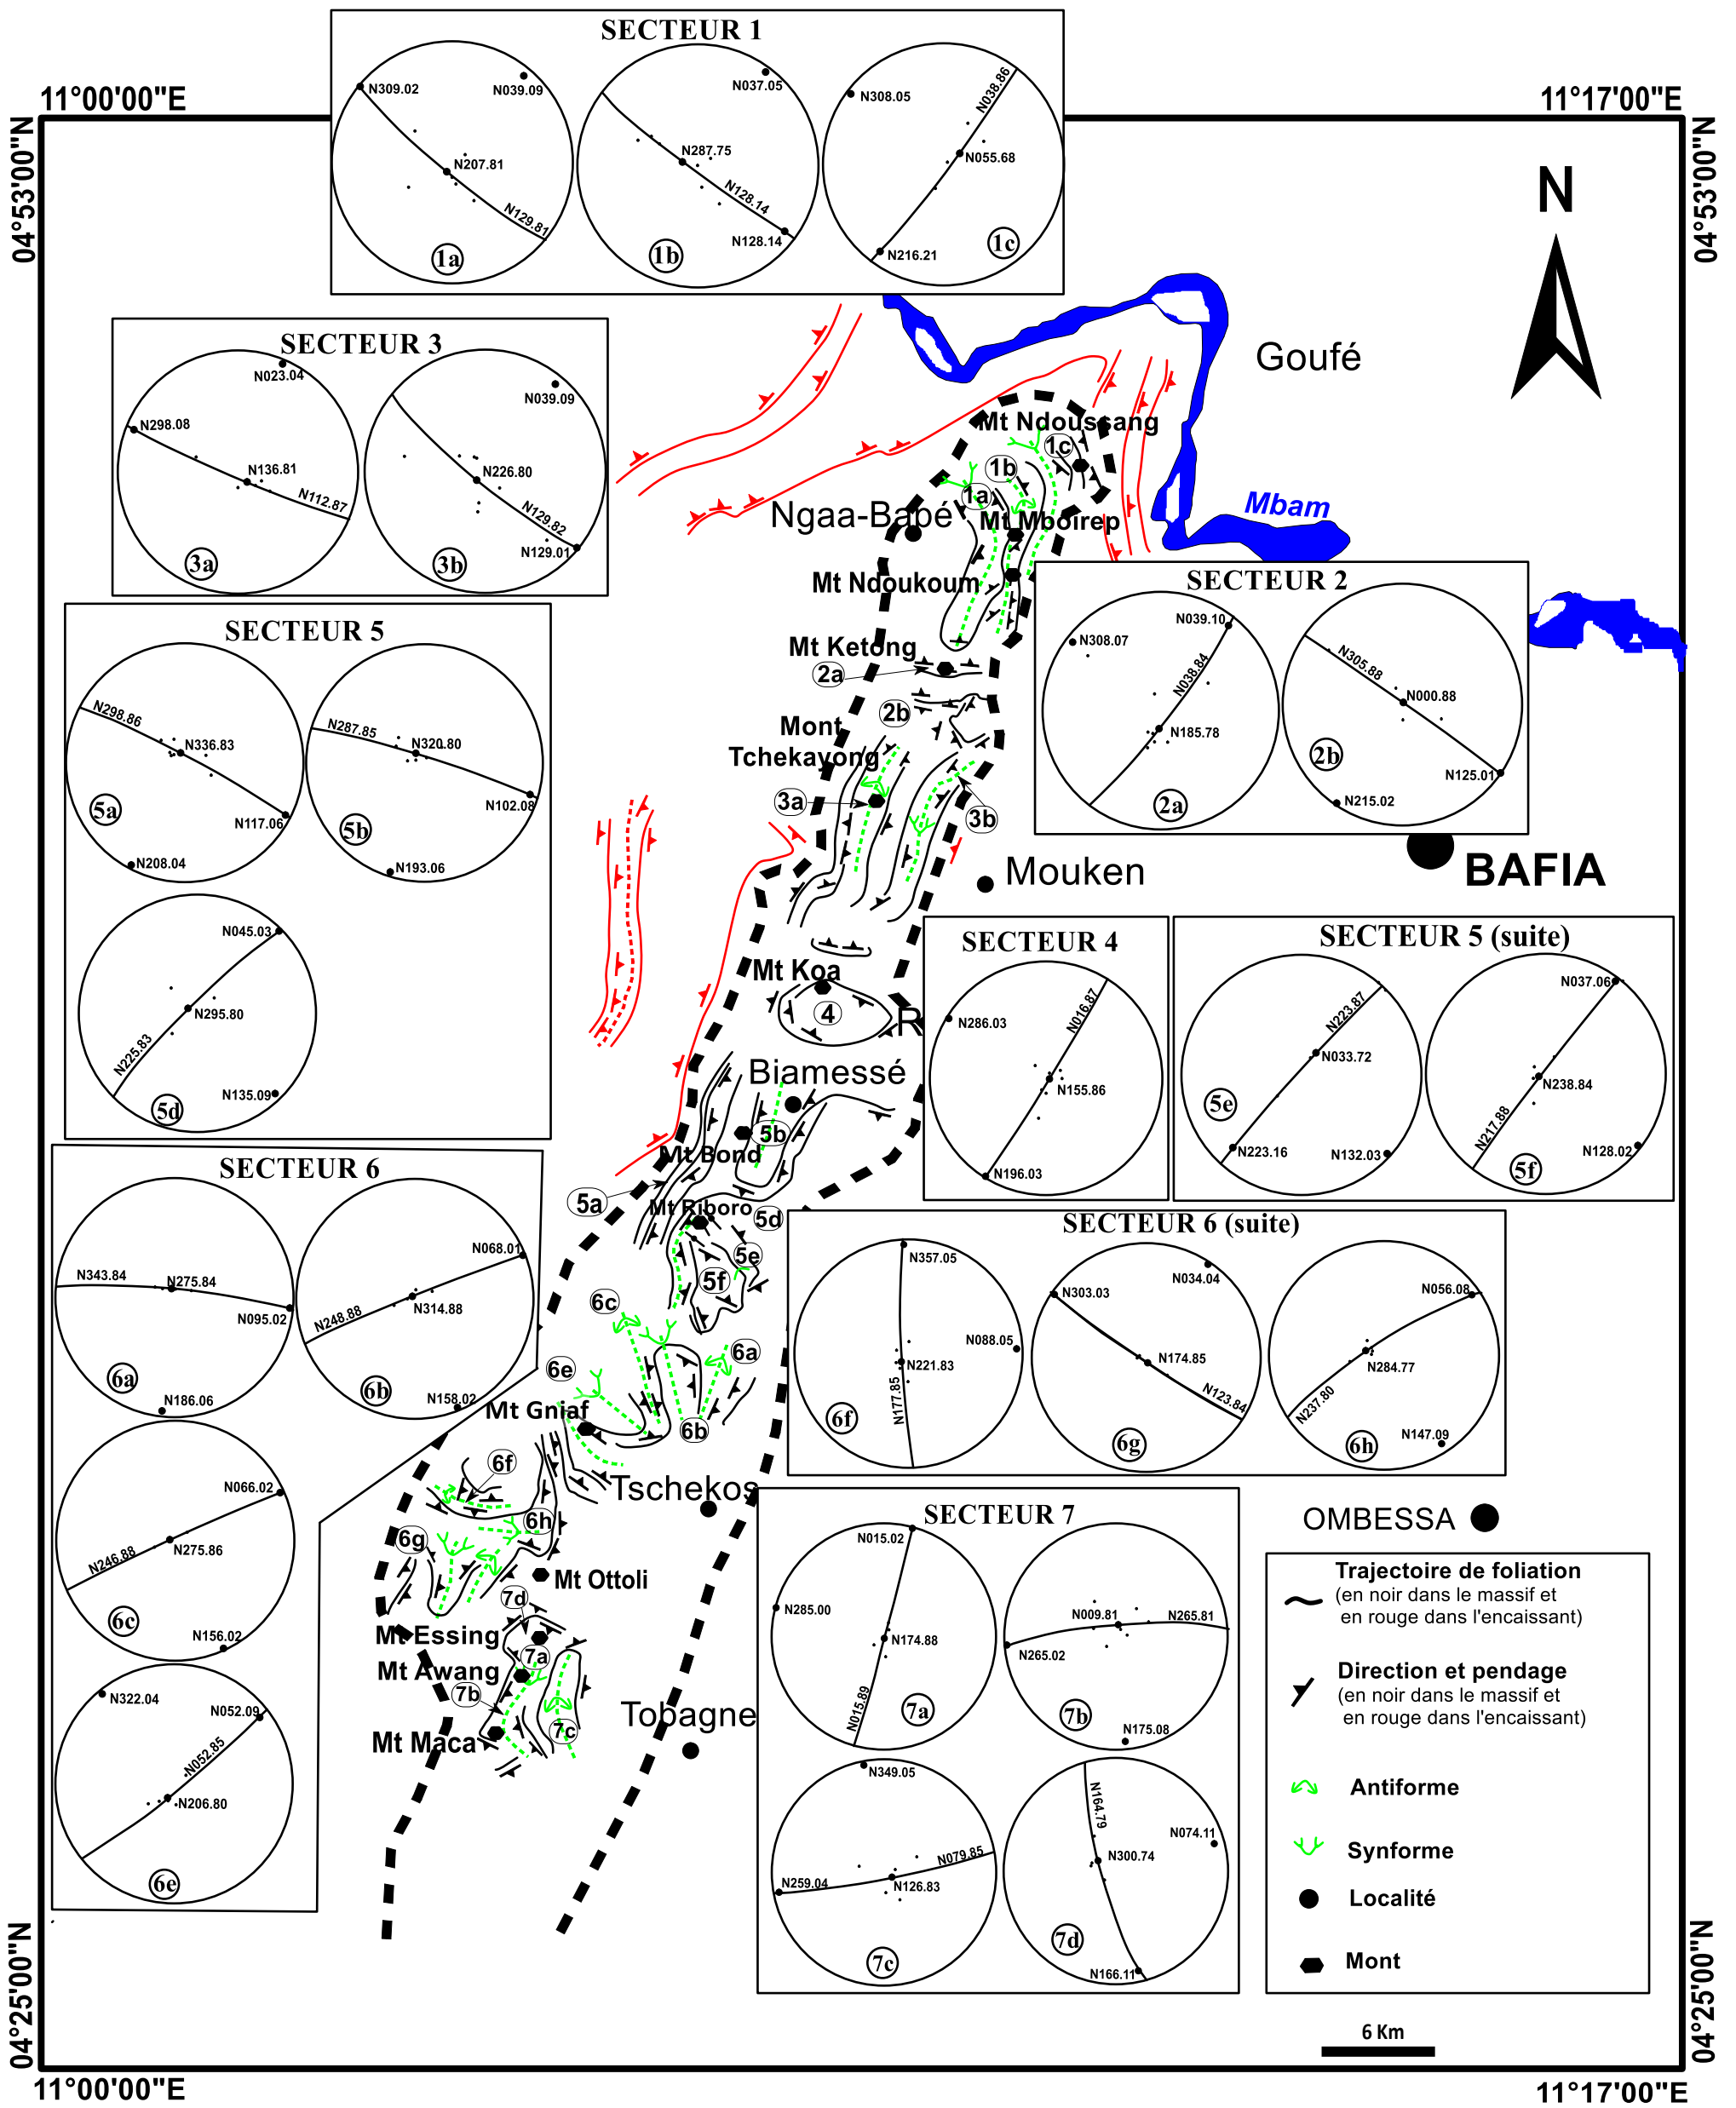 SECTEUR 1
N309.02
N039.09
N207.81
N129.81
1a
N037.05
N287.75
N128.14
N128.14
1b
N308.05
N038.86
N055.68
N216.21
1c
11°00'00"E
11°17'00"E
04°53'00"N
04°53'00"N
N
SECTEUR 3
N023.04
N298.08
N136.81
N112.87
3a
N039.09
N226.80
N129.82
N129.01
3b
Goufé
Mt Ndoussang
1c
1b
1a
Ngaa-Bapé
Mt Mboirep
Mbam
Mt Ndoukoum
SECTEUR 2
N039.10
N308.07
N038.84
N185.78
2a
N305.88
N000.88
N125.01
N215.02
2b
SECTEUR 5
N298.86
N336.83
N117.06
N208.04
5a
N287.85
N320.80
N102.08
N193.06
5b
N045.03
N295.80
N225.83
N135.09
5d
Mt Ketong
2a
2b
Mont
Tchekayong
3a
3b
Mouken
BAFIA
SECTEUR 4
N016.87
N286.03
N155.86
N196.03
SECTEUR 5 (suite)
N223.87
N033.72
N223.16
N132.03
5e
N037.06
N238.84
N217.88
N128.02
5f
Mt Koa
4
R
Biamessé
5b
Mt Bond
5a
Mt Riboro
5d
5e
5f
SECTEUR 6
N343.84
N275.84
N095.02
N186.06
6a
N068.01
N248.88
N314.88
N158.02
6b
N066.02
N246.88
N275.86
N156.02
6c
N322.04
N052.09
N052.85
N206.80
6e
SECTEUR 6 (suite)
N357.05
N088.05
N221.83
N177.85
6f
N034.04
N303.03
N174.85
N123.84
6g
N056.08
N284.77
N237.80
N147.09
6h
6c
6a
6e
Mt Gniaf
6b
6f
Tschekos
6h
6g
Mt Ottoli
7d
Mt Essing
7a
Mt Awang
7b
Tobagne
7c
Mt Maca
SECTEUR 7
N015.02
N285.00
N174.88
N015.89
7a
N009.81
N265.81
N265.02
N175.08
7b
N349.05
N079.85
N259.04
N126.83
7c
N164.79
N074.11
N300.74
N166.11
7d
OMBESSA
Trajectoire de foliation
(en noir dans le massif et
en rouge dans l'encaissant)
Direction et pendage
(en noir dans le massif et
en rouge dans l'encaissant)
Antiforme
Synforme
Localité
Mont
6 Km
04°25'00"N
04°25'00"N
11°00'00"E
11°17'00"E